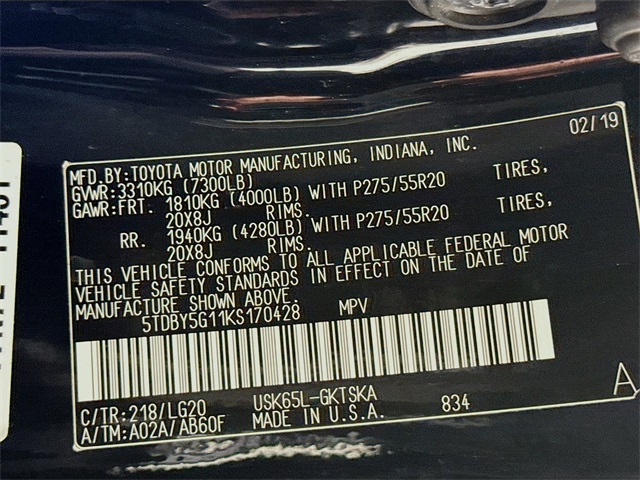 02/19
MFD.BY:TOYOTA MOTOR MANUFACTURING, INDIANA, INC.
GVWR:3310KG (7300LB)
GAWR:FRT. 1810KG (4000LB) WITH P275/55R20 TIRES,
20X8J RIMS.
RR. 1940KG (4280LB) WITH P275/55R20 TIRES,
20X8J RIMS.
THIS VEHICLE CONFORMS TO ALL APPLICABLE FEDERAL MOTOR
VEHICLE SAFETY STANDARDS IN EFFECT ON THE DATE OF
MANUFACTURE SHOWN ABOVE.
5TDBY5G11KS170428 MPV
C/TR:218/LG20 USK65L-GKTSKA
A/TM:A02A/AB60F MADE IN U.S.A. 834
A